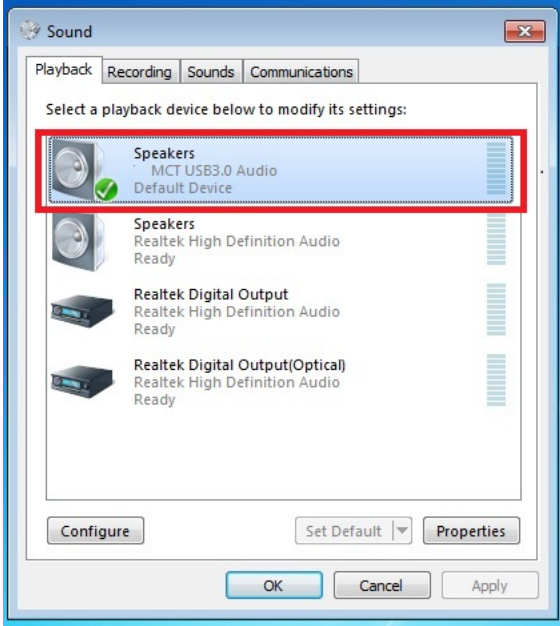 Sound
Playback Recording Sounds Communications
Select a playback device below to modify its settings:
Speakers
MCT USB3.0 Audio
Default Device
Speakers
Realtek High Definition Audio
Ready
Realtek Digital Output
Realtek High Definition Audio
Ready
Realtek Digital Output(Optical)
Realtek High Definition Audio
Ready
Configure Set Default Properties
OK Cancel Apply